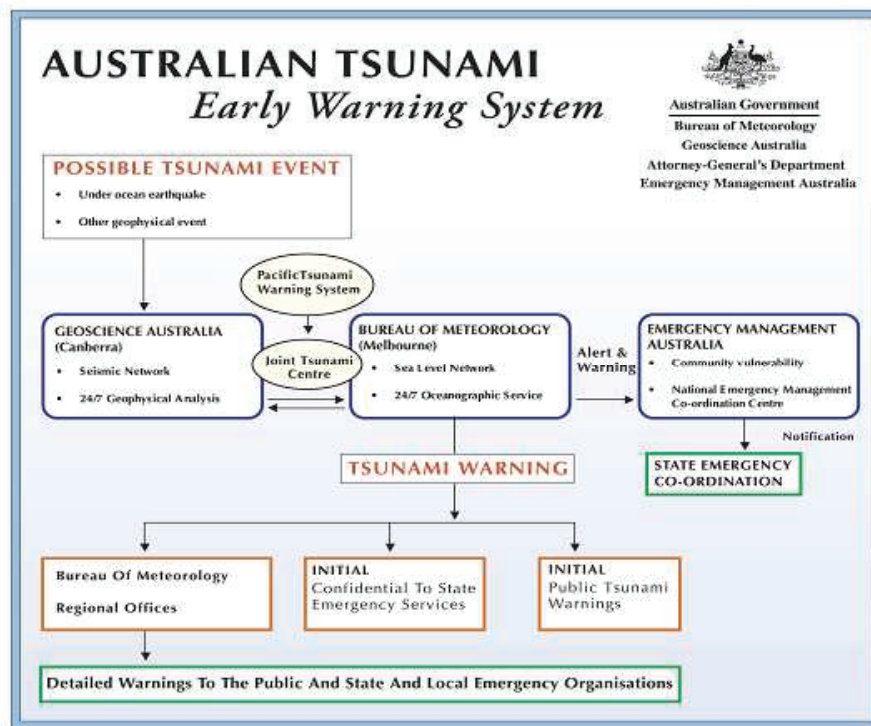 AUSTRALIAN TSUNAMI
Early Warning System
Australian Government
Bureau of Meteorology
Geoscience Australia
Attorney-General's Department
Emergency Management Australia
POSSIBLE TSUNAMI EVENT
• Under ocean earthquake
• Other geophysical event
PacificTsunami
Warning System
GEOSCIENCE AUSTRALIA
(Canberra)
• Seismic Network
• 24/7 Geophysical Analysis
Joint Tsunami
Centre
BUREAU OF METEOROLOGY
(Melbourne)
• Sea Level Network
• 24/7 Oceanographic Service
Alert &
Warning
EMERGENCY MANAGEMENT
AUSTRALIA
• Community vulnerability
• National Emergency Management
Co-ordination Centre
Notification
STATE EMERGENCY
CO-ORDINATION
TSUNAMI WARNING
Bureau Of Meteorology
Regional Offices
INITIAL
Confidential To State
Emergency Services
INITIAL
Public Tsunami
Warnings
Detailed Warnings To The Public And State And Local Emergency Organisations